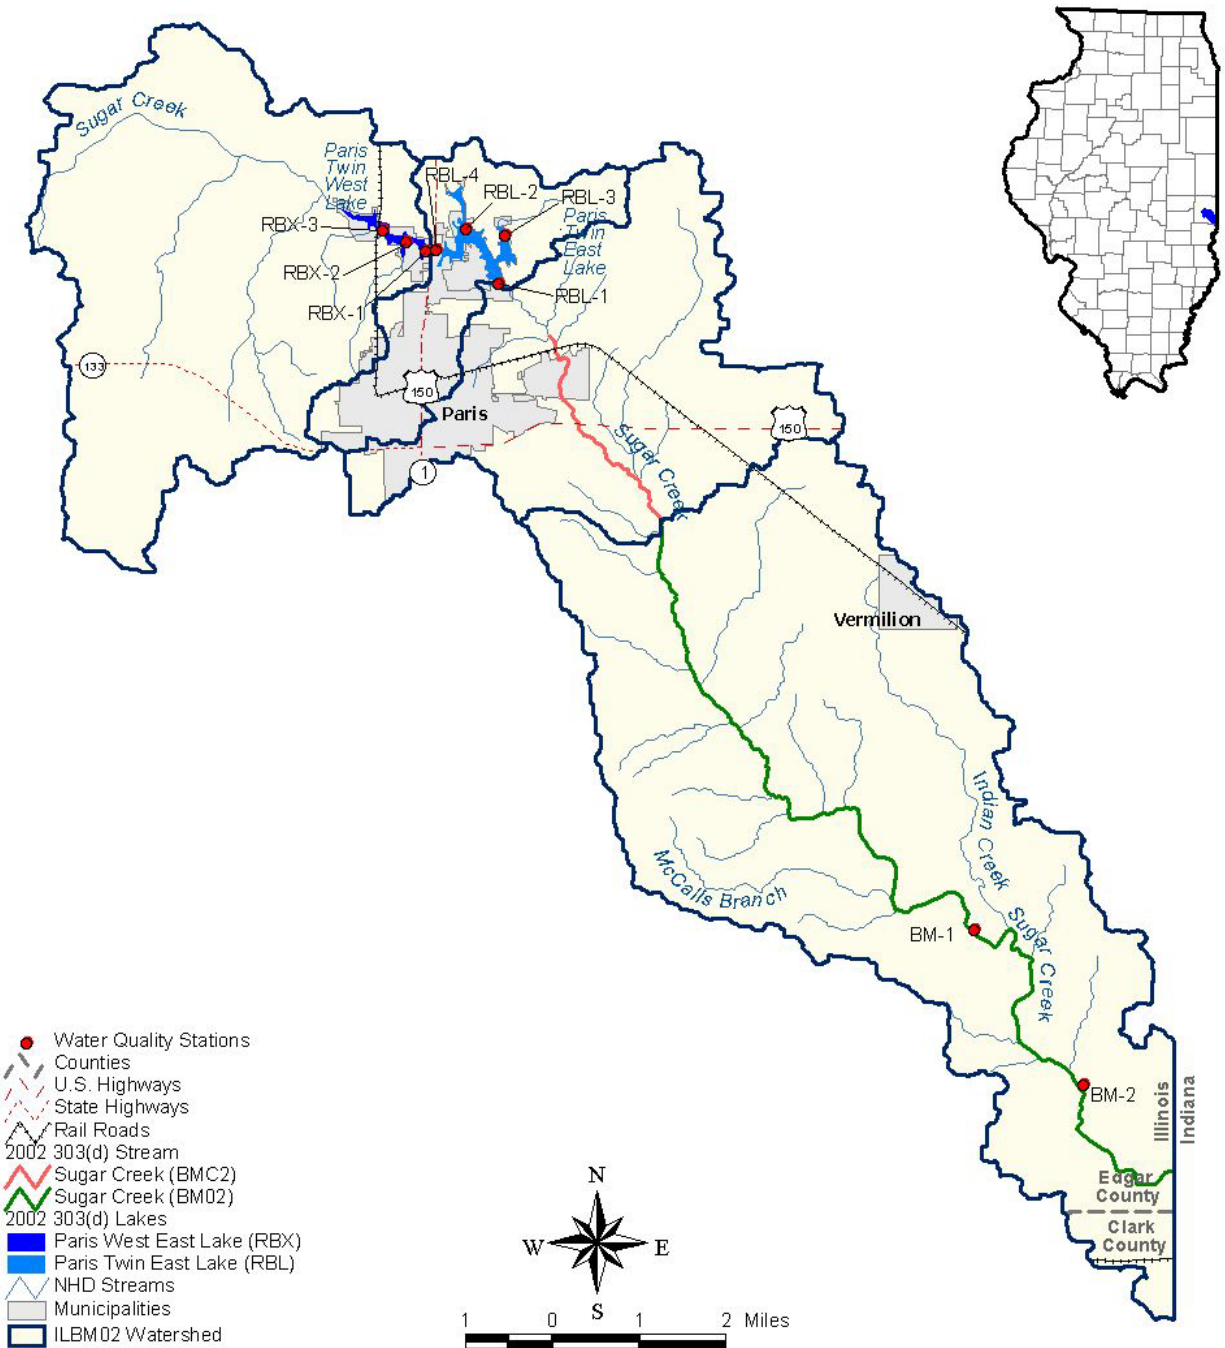 Sugar Creek
Paris
Twin
West
Lake
RBL-4
RBL-2
RBL-3
RBX-3
Paris
Twin
East
Lake
RBX-2
RBX-1
RBL-1
133
150
Paris
150
1
Sugar Creek
Vermilion
Indian Creek
McCalls Branch
Sugar Creek
BM-1
BM-2
Illinois
Indiana
Edgar
County
Clark
County
Water Quality Stations
Counties
U.S. Highways
State Highways
Rail Roads
2002 303(d) Stream
Sugar Creek (BMC2)
Sugar Creek (BM02)
2002 303(d) Lakes
Paris West East Lake (RBX)
Paris Twin East Lake (RBL)
NHD Streams
Municipalities
ILBM02 Watershed
N
W E
S
1 0 1 2 Miles